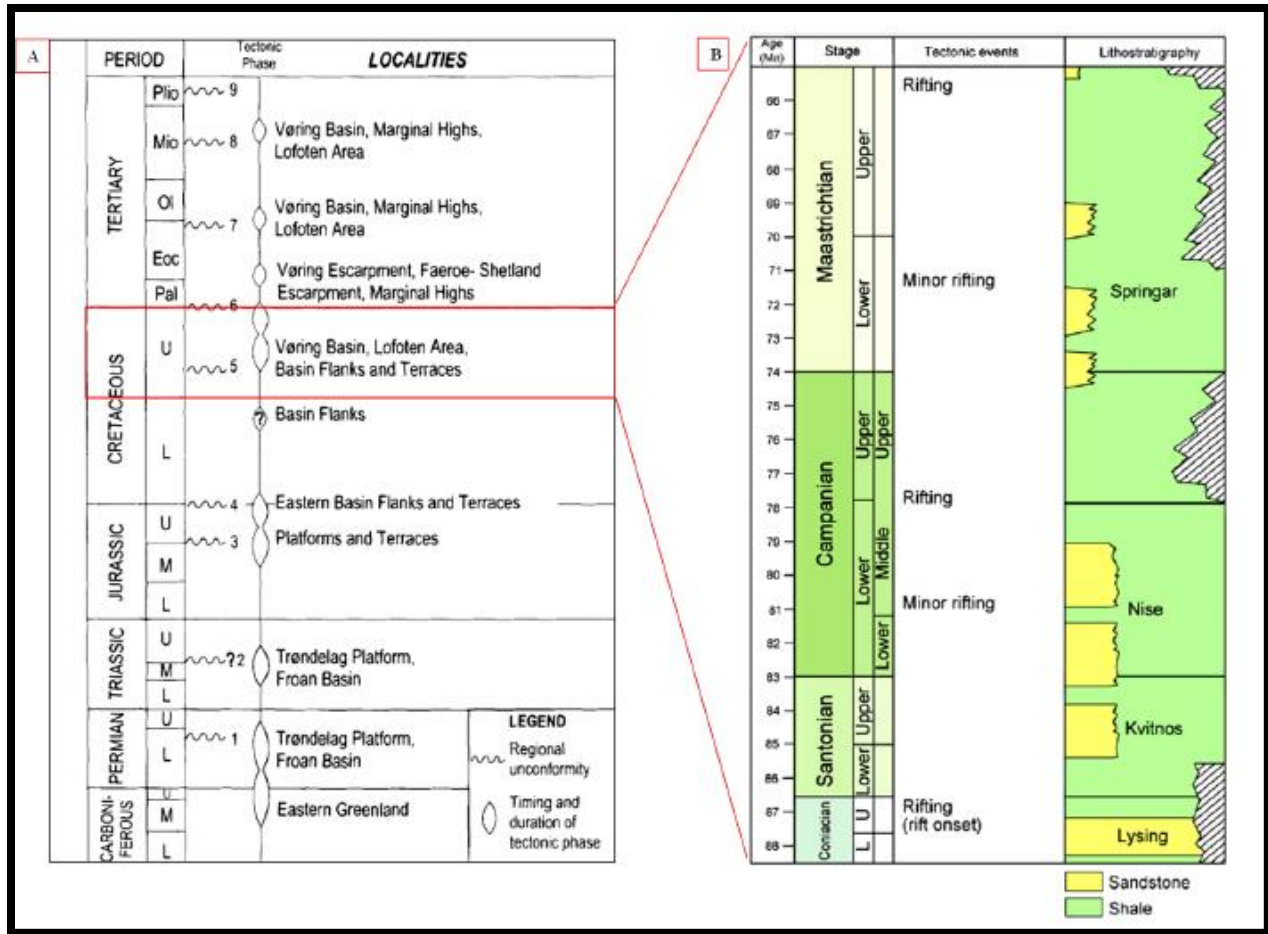 A
PERIOD
Tectonic
Phase
LOCALITIES
TERTIARY
Plio
9
Mio
8
Vøring Basin, Marginal Highs,
Lofoten Area
Ol
7
Vøring Basin, Marginal Highs,
Lofoten Area
Eoc
Vøring Escarpment, Faeroe- Shetland
Escarpment, Marginal Highs
Pal
6
CRETACEOUS
U
5
Vøring Basin, Lofoten Area,
Basin Flanks and Terraces
? Basin Flanks
L
4
Eastern Basin Flanks and Terraces
JURASSIC
U
3
Platforms and Terraces
M
L
TRIASSIC
U
?2
Trøndelag Platform,
Froan Basin
M
L
PERMIAN
U
1
Trøndelag Platform,
Froan Basin
L
CARBONI-
FEROUS
U
M
Eastern Greenland
L
LEGEND
Regional
unconformity
Timing and
duration of
tectonic phase
B
Age
(Ma)
Stage
Tectonic events
Lithostratigraphy
66
67
68
69
70
71
72
73
74
75
76
77
78
79
80
81
82
83
84
85
86
87
88
Maastrichtian
Upper
Lower
Campanian
Upper
Lower
Upper
Middle
Lower
Santonian
Upper
Lower
Coniacian
U
L
Rifting
Minor rifting
Rifting
Minor rifting
Rifting
(rift onset)
Springar
Nise
Kvitnos
Lysing
Sandstone
Shale